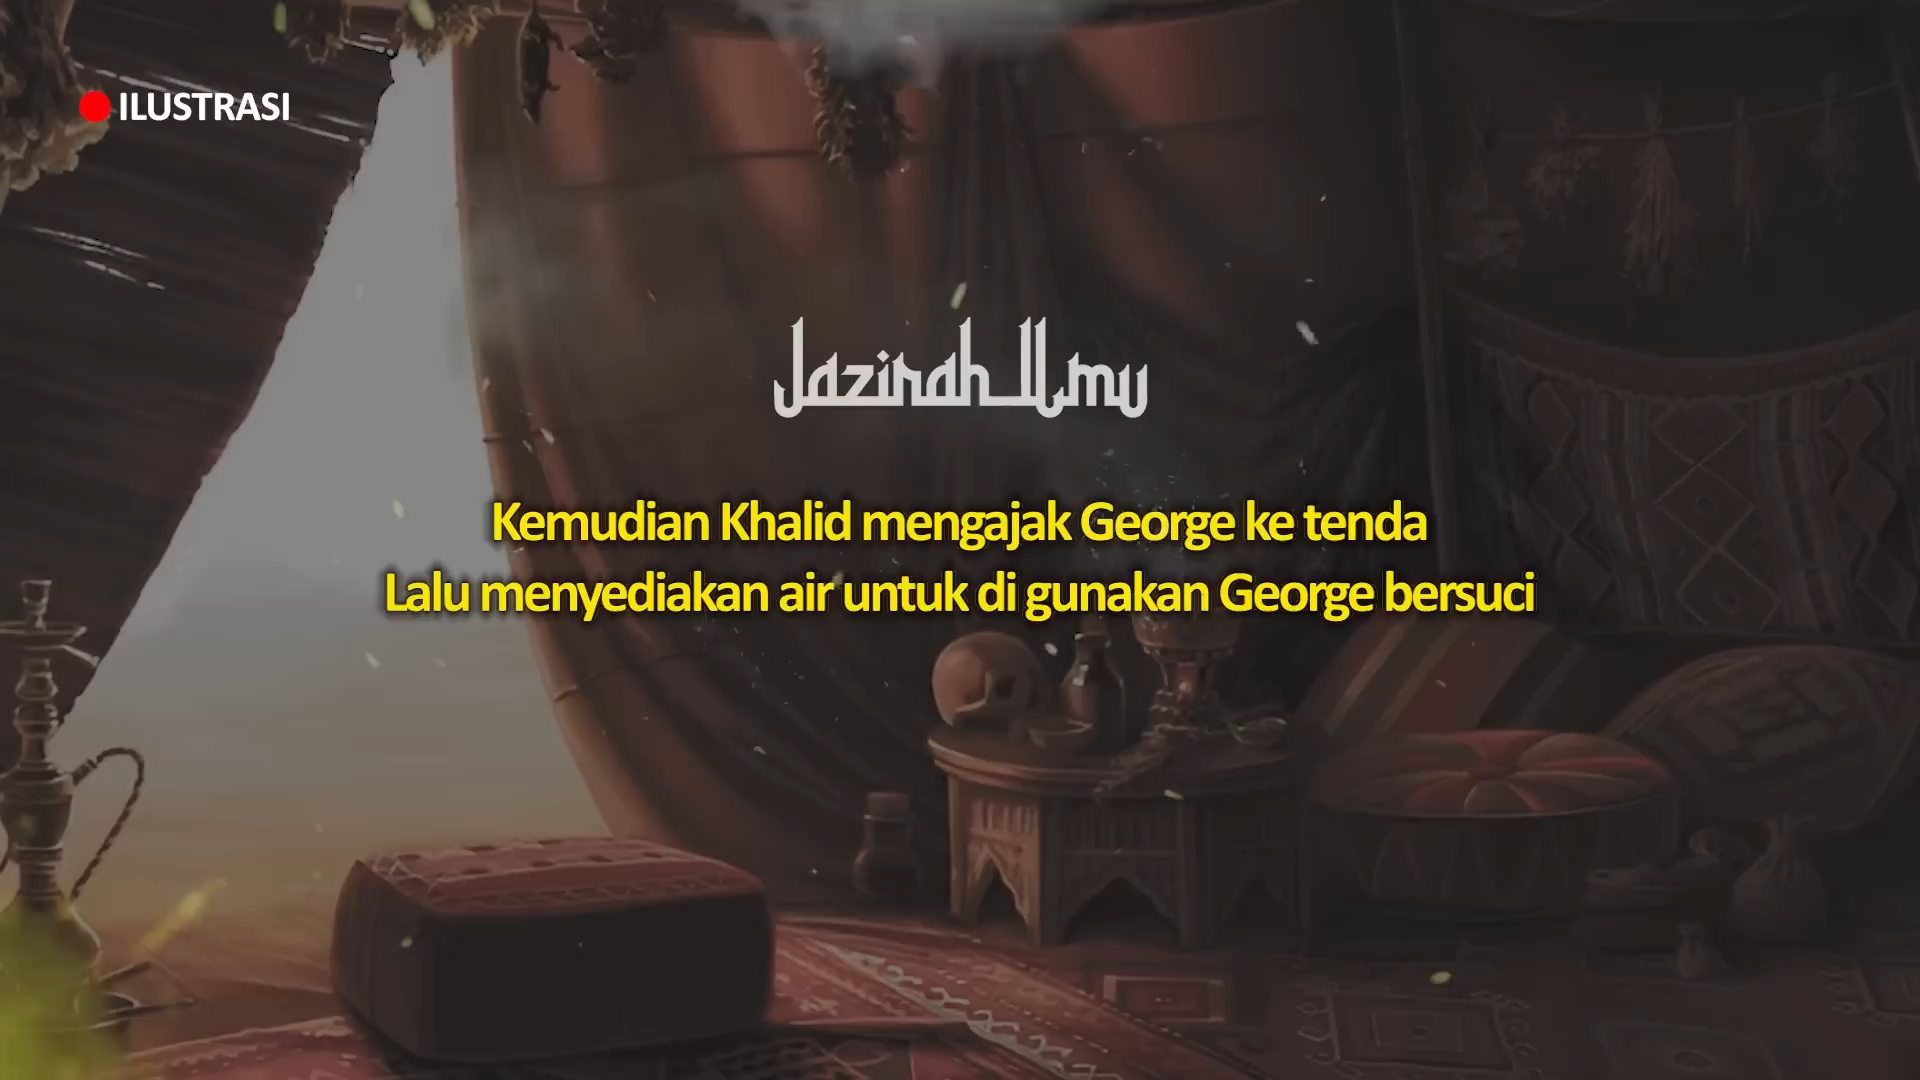 ILUSTRASI
Jazirah Ilmu
Kemudian Khalid mengajak George ke tenda
Lalu menyediakan air untuk di gunakan George bersuci